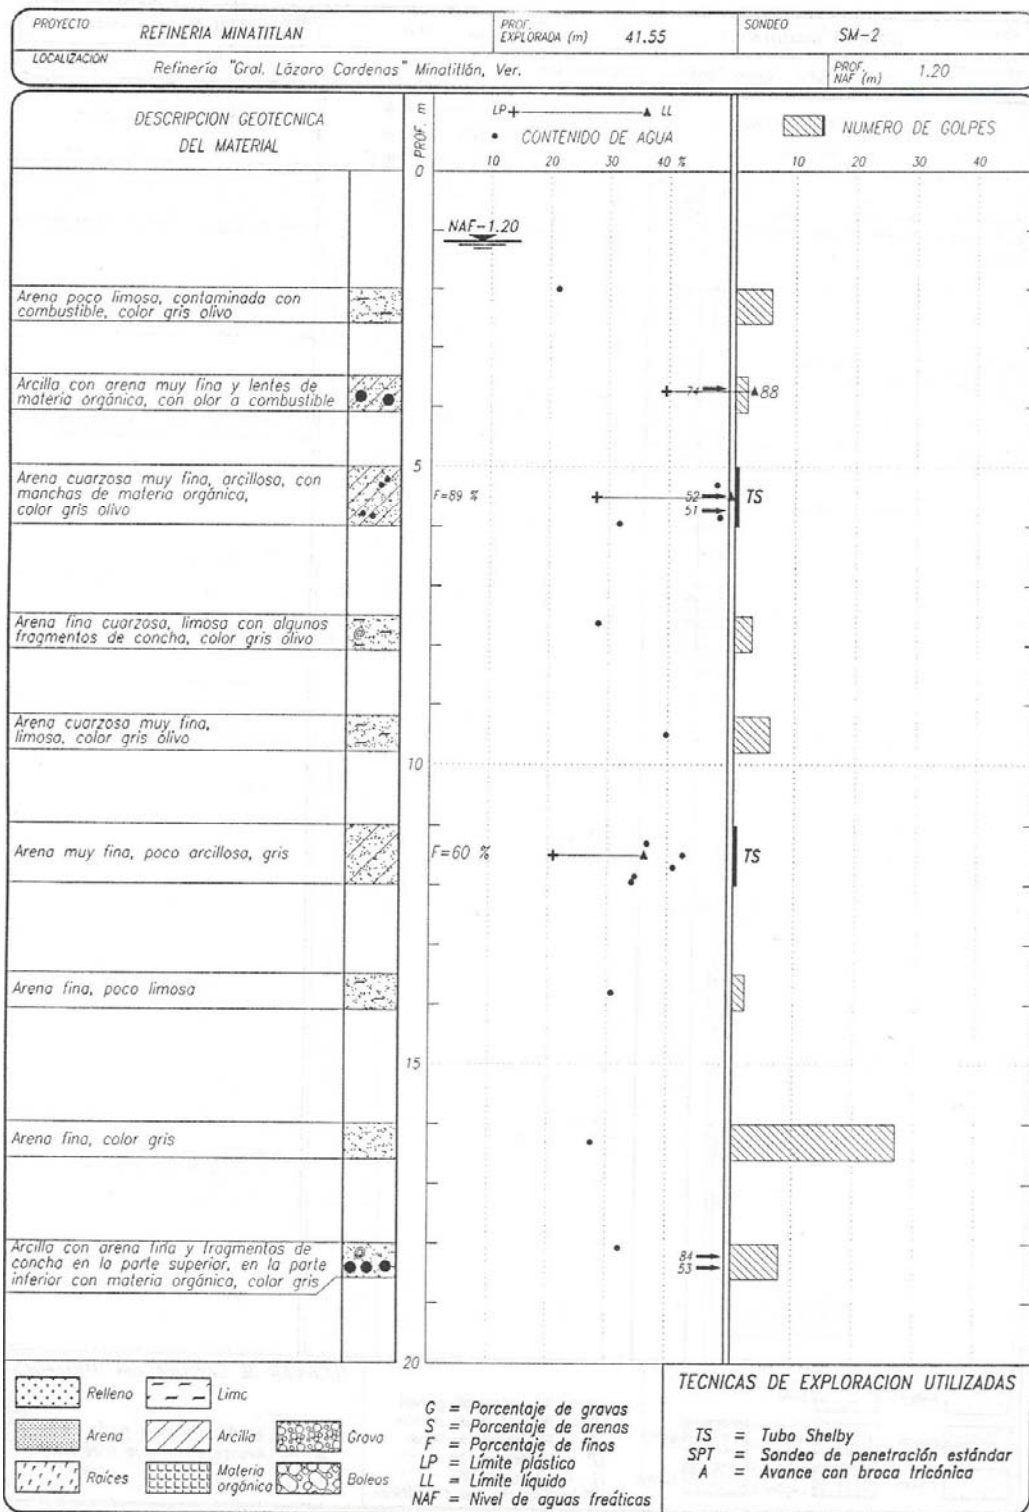 PROYECTO
REFINERIA MINATITLAN
PROF. EXPLORADA (m)
41.55
SONDEO
SM-2
LOCALIZACION
Refinería "Gral. Lázaro Cardenas" Minatitlán, Ver.
PROF. NAF (m)
1.20
DESCRIPCION GEOTECNICA
DEL MATERIAL
PROF. m
LP
LL
CONTENIDO DE AGUA
10 20 30 40 %
NUMERO DE GOLPES
10 20 30 40
0
NAF-1.20
Arena poco limosa, contaminada con
combustible, color gris olivo
Arcilla con arena muy fina y lentes de
materia orgánica, con olor a combustible
74
88
5
Arena cuarzosa muy fina, arcillosa, con
manchas de materia orgánica,
color gris olivo
F=89 %
52
51
TS
Arena fina cuarzosa, limosa con algunos
fragmentos de concha, color gris olivo
Arena cuarzosa muy fina,
limosa, color gris olivo
10
Arena muy fina, poco arcillosa, gris
F=60 %
TS
Arena fina, poco limosa
15
Arena fina, color gris
Arcilla con arena fina y fragmentos de
concha en la parte superior, en la parte
inferior con materia orgánica, color gris
84
53
20
Relleno
Limo
Arena
Arcilla
Grava
Raíces
Materia orgánica
Boleos
G = Porcentaje de gravas
S = Porcentaje de arenas
F = Porcentaje de finos
LP = Límite plástico
LL = Límite líquido
NAF = Nivel de aguas freáticas
TECNICAS DE EXPLORACION UTILIZADAS
TS = Tubo Shelby
SPT = Sondeo de penetración estándar
A = Avance con broca tricónica